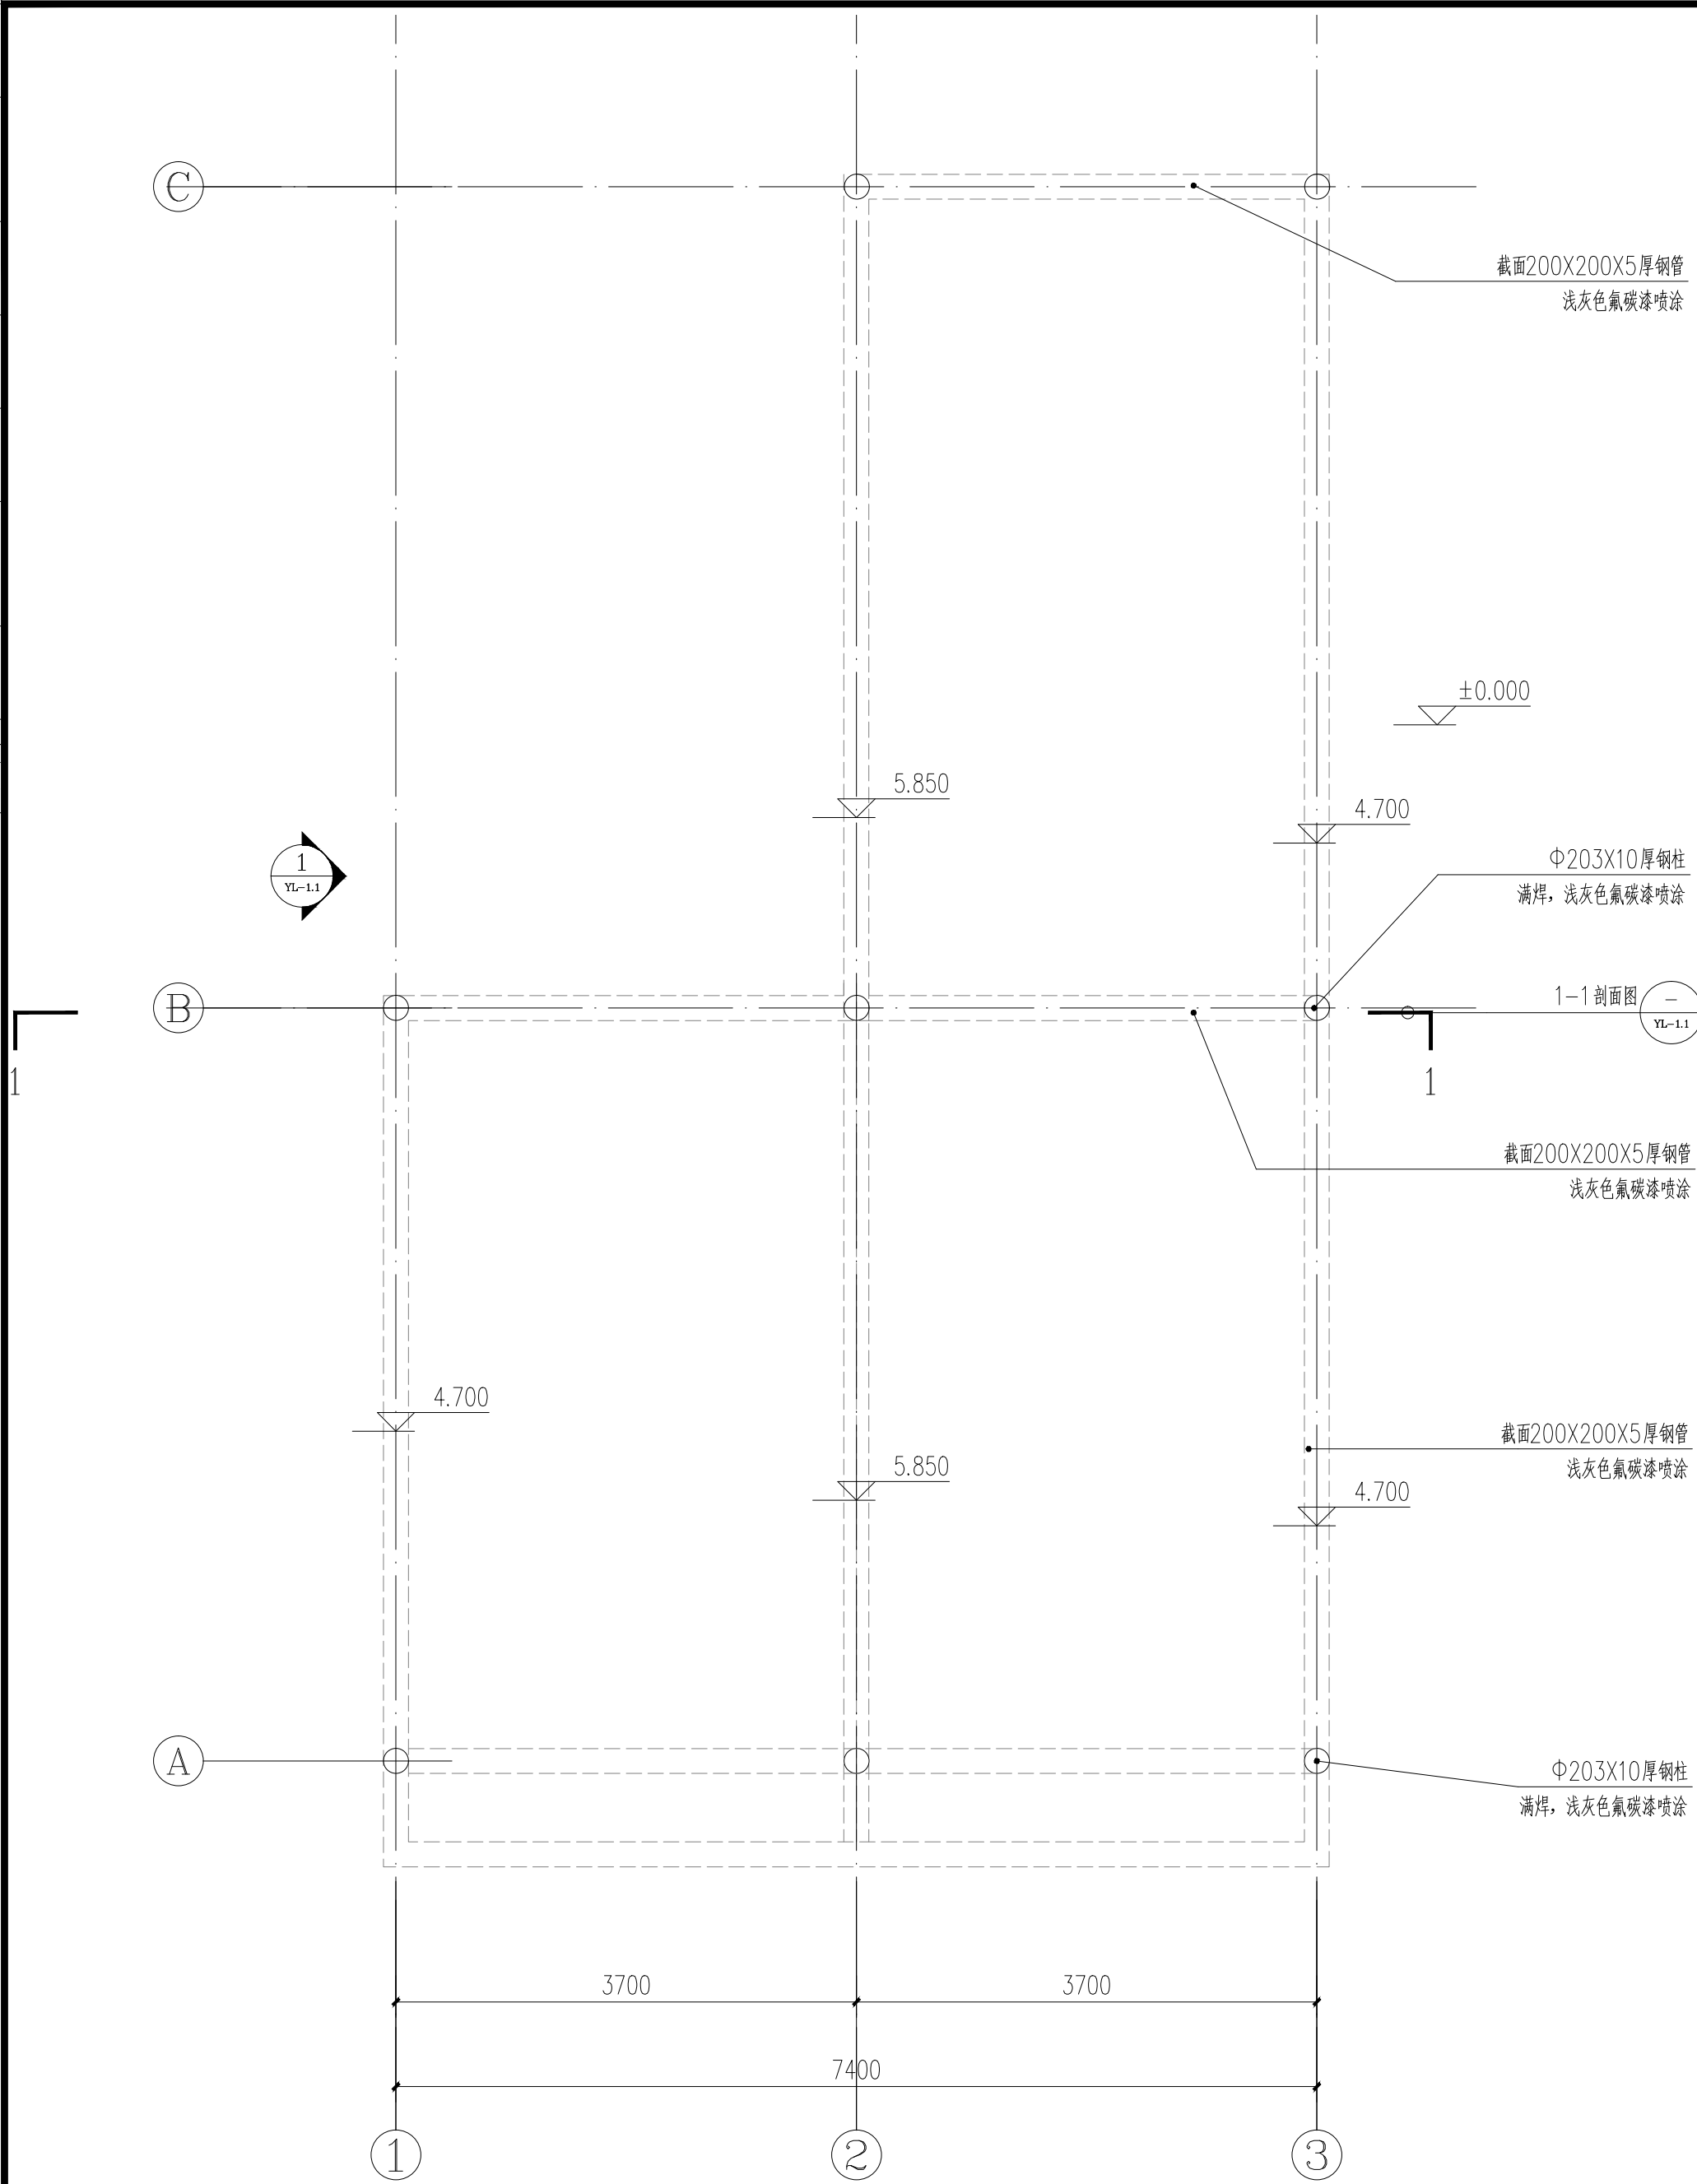 C
截面200X200X5厚钢管
浅灰色氟碳漆喷涂
±0.000
5.850
4.700
Φ203X10厚钢柱
满焊，浅灰色氟碳漆喷涂
1
YL-1.1
B
1-1剖面图
-
YL-1.1
1
1
截面200X200X5厚钢管
浅灰色氟碳漆喷涂
4.700
截面200X200X5厚钢管
浅灰色氟碳漆喷涂
5.850
4.700
A
Φ203X10厚钢柱
满焊，浅灰色氟碳漆喷涂
3700
3700
7400
1
2
3